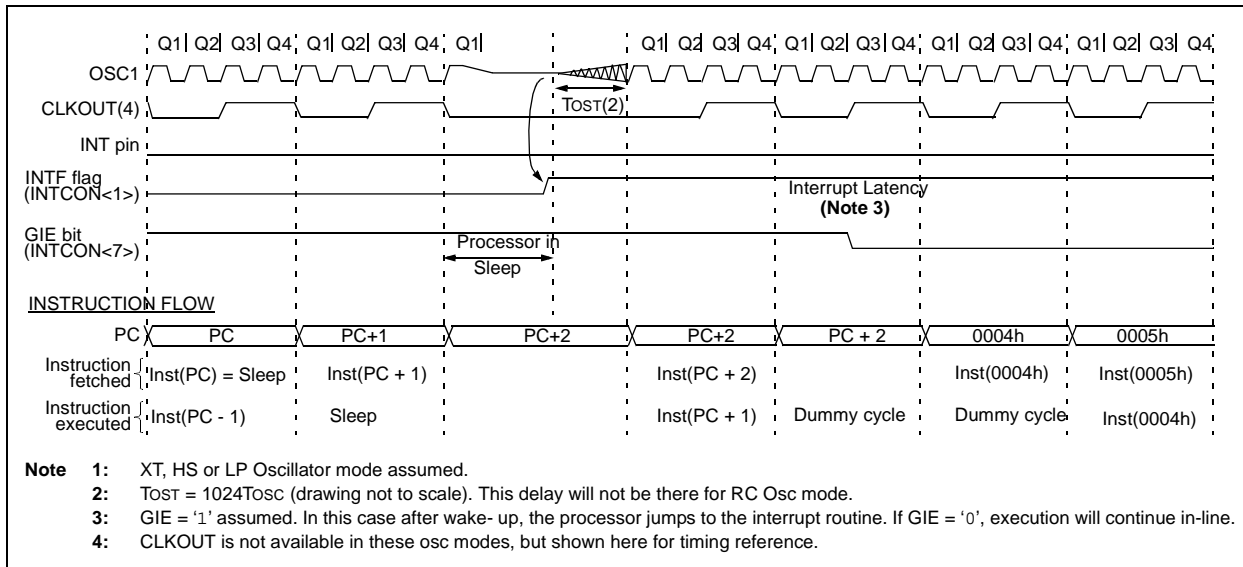 Q1| Q2| Q3| Q4 Q1| Q2| Q3| Q4 Q1| Q1| Q2| Q3| Q4 Q1| Q2| Q3| Q4 Q1| Q2| Q3| Q4 Q1| Q2| Q3| Q4
OSC1
TOST(2)
CLKOUT(4)
INT pin
INTF flag
(INTCON<1>)
Interrupt Latency
(Note 3)
GIE bit
(INTCON<7>)
Processor in
Sleep
INSTRUCTION FLOW
PC PC PC+1 PC+2 PC+2 PC + 2 0004h 0005h
Instruction
fetched
Inst(PC) = Sleep Inst(PC + 1) Inst(PC + 2) Inst(0004h) Inst(0005h)
Instruction
executed
Inst(PC - 1) Sleep Inst(PC + 1) Dummy cycle Dummy cycle Inst(0004h)
Note 1: XT, HS or LP Oscillator mode assumed.
2: TOST = 1024TOSC (drawing not to scale). This delay will not be there for RC Osc mode.
3: GIE = ‘1’ assumed. In this case after wake- up, the processor jumps to the interrupt routine. If GIE = ‘0’, execution will continue in-line.
4: CLKOUT is not available in these osc modes, but shown here for timing reference.